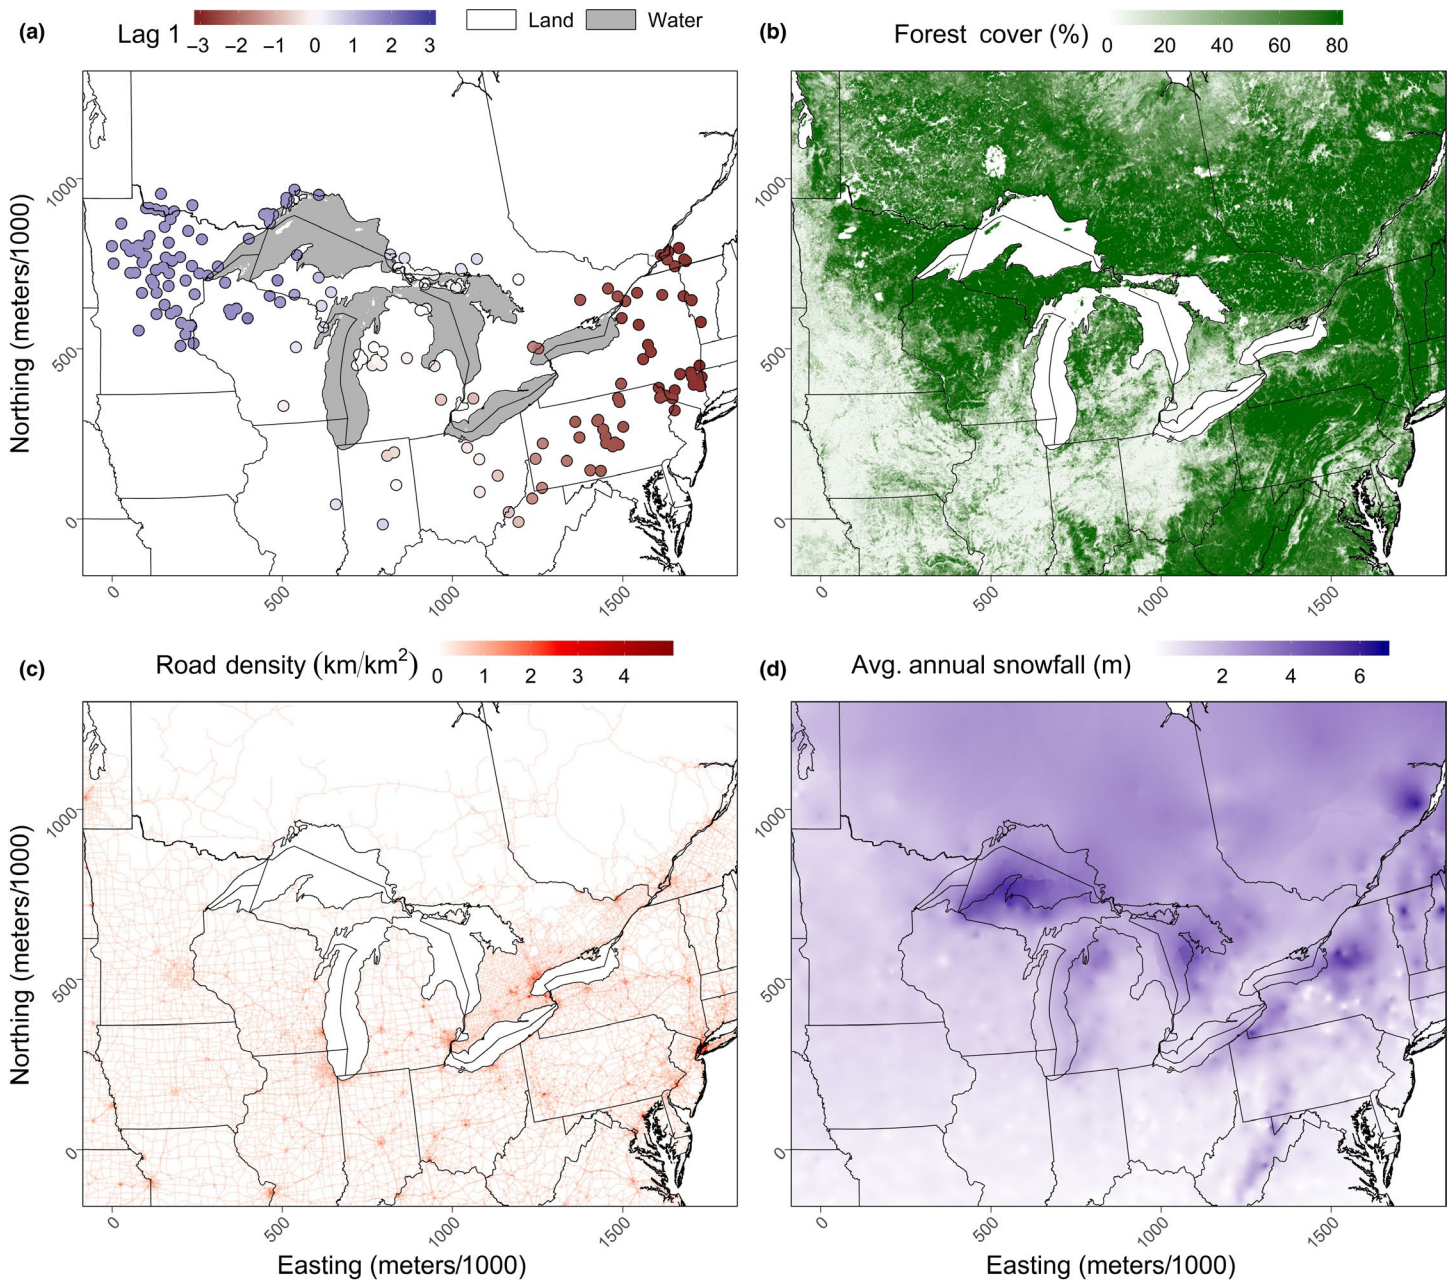 (a) Lag 1 −3 −2 −1 0 1 2 3 Land Water
(b) Forest cover (%) 0 20 40 60 80
Northing (meters/1000)
1000
500
0
0 500 1000 1500
0 500 1000 1500
(c) Road density (km/km²) 0 1 2 3 4
(d) Avg. annual snowfall (m) 2 4 6
Northing (meters/1000)
1000
500
0
1000
500
0
0 500 1000 1500
0 500 1000 1500
Easting (meters/1000)
Easting (meters/1000)